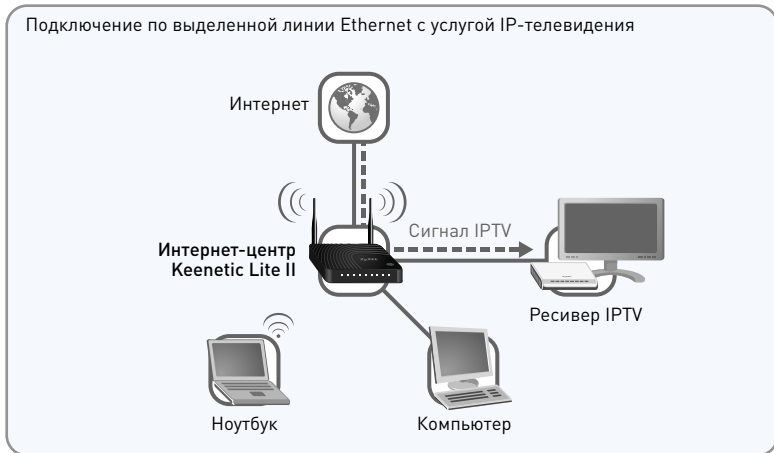 Подключение по выделенной линии Ethernet с услугой IP-телевидения
Интернет
Сигнал IPTV
Интернет-центр
Keenetic Lite II
Ресивер IPTV
Ноутбук
Компьютер